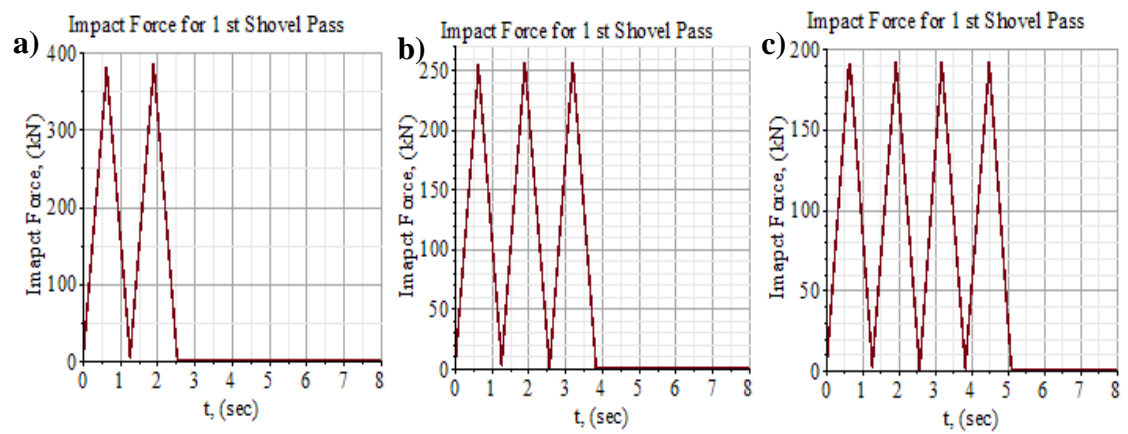 a)
Impact Force for 1 st Shovel Pass
Imapct Force, (kN)
400
300
200
100
0
0 1 2 3 4 5 6 7 8
t, (sec)
b)
Impact Force for 1 st Shovel Pass
Imapct Force, (kN)
250
200
150
100
50
0
0 1 2 3 4 5 6 7 8
t, (sec)
c)
Impact Force for 1 st Shovel Pass
Imapct Force, (kN)
200
150
100
50
0
0 1 2 3 4 5 6 7 8
t, (sec)